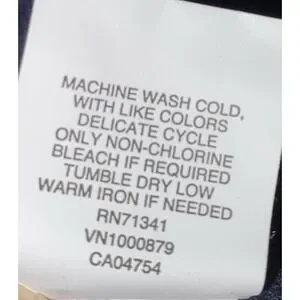 MACHINE WASH COLD,
WITH LIKE COLORS
DELICATE CYCLE
ONLY NON-CHLORINE
BLEACH IF REQUIRED
TUMBLE DRY LOW
WARM IRON IF NEEDED
RN71341
VN1000879
CA04754